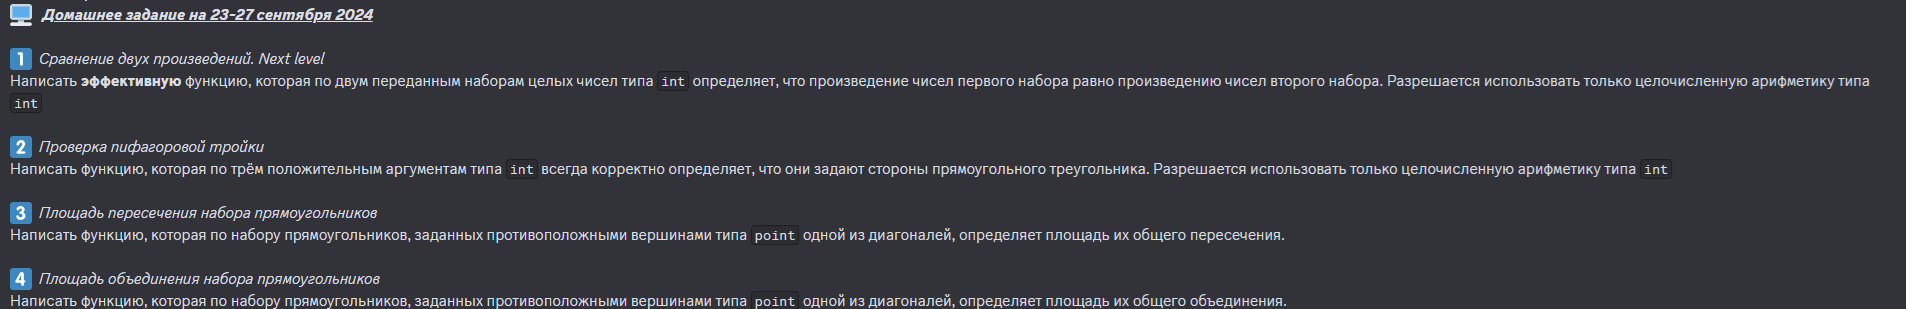 Домашнее задание на 23-27 сентября 2024
1 Сравнение двух произведений. Next level
Написать эффективную функцию, которая по двум переданным наборам целых чисел типа int определяет, что произведение чисел первого набора равно произведению чисел второго набора. Разрешается использовать только целочисленную арифметику типа
int
2 Проверка пифагоровой тройки
Написать функцию, которая по трём положительным аргументам типа int всегда корректно определяет, что они задают стороны прямоугольного треугольника. Разрешается использовать только целочисленную арифметику типа int
3 Площадь пересечения набора прямоугольников
Написать функцию, которая по набору прямоугольников, заданных противоположными вершинами типа point одной из диагоналей, определяет площадь их общего пересечения.
4 Площадь объединения набора прямоугольников
Написать функцию, которая по набору прямоугольников, заданных противоположными вершинами типа point одной из диагоналей, определяет площадь их общего объединения.